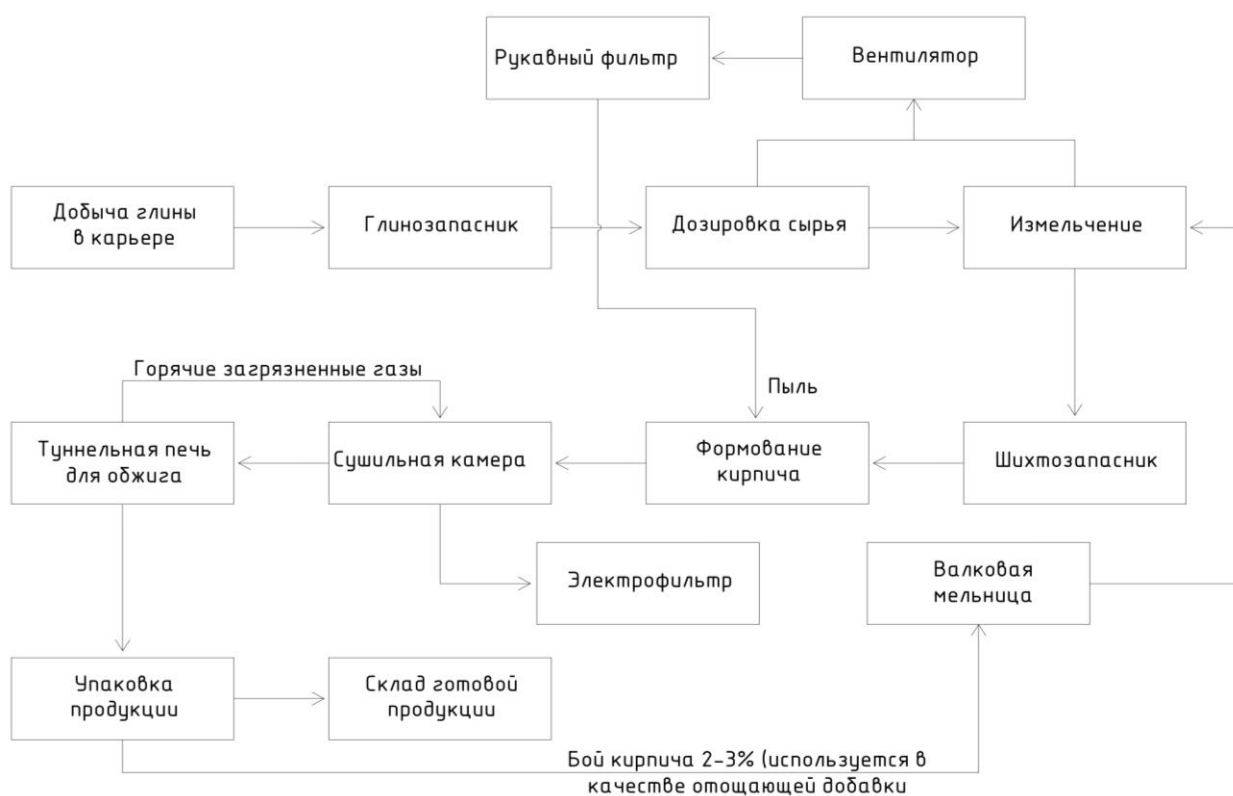 Рукавный фильтр
Вентилятор
Добыча глины
в карьере
Глинозапасник
Дозировка сырья
Измельчение
Горячие загрязненные газы
Пыль
Туннельная печь
для обжига
Сушильная камера
Формование
кирпича
Шихтозапасник
Электрофильтр
Валковая
мельница
Упаковка
продукции
Склад готовой
продукции
Бой кирпича 2-3% (используется в
качестве отощающей добавки